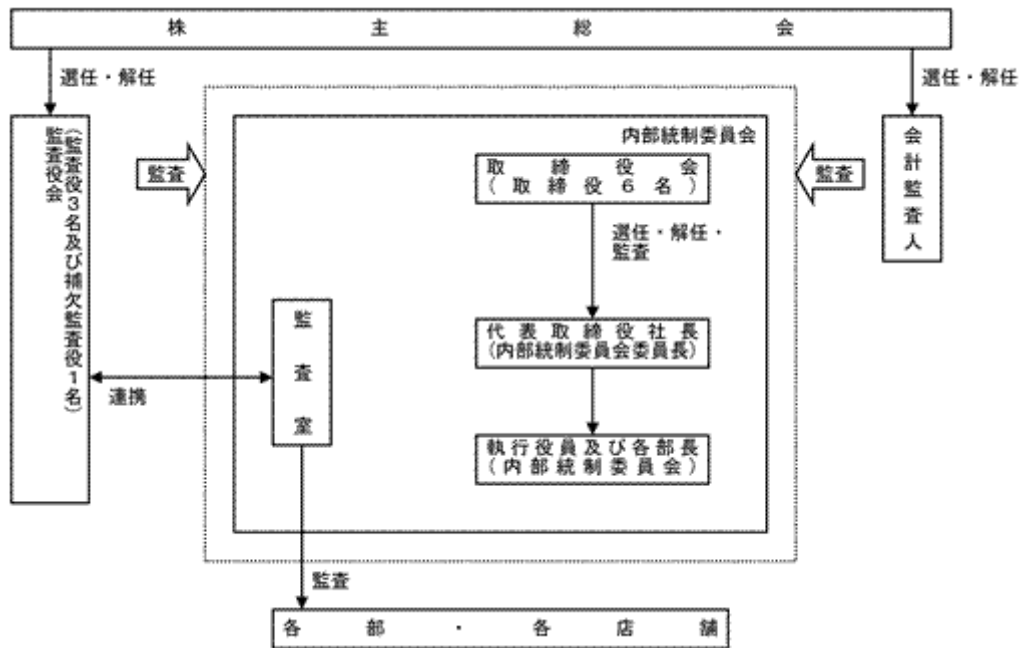 株主総会
選任・解任
選任・解任
監査役会
（監査役３名及び補欠監査役１名）
監査
内部統制委員会
取締役会
（取締役６名）
監査
会計監査人
選任・解任・
監査
監査室
代表取締役社長
（内部統制委員会委員長）
連携
執行役員及び各部長
（内部統制委員会）
監査
各部・各店舗